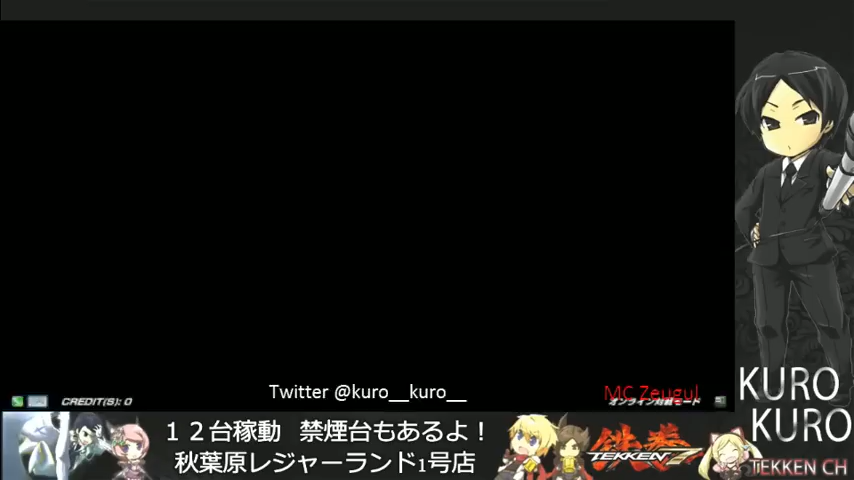 Twitter @kuro__kuro__
MC Zeugul
CREDIT(S): 0
オンライン対戦モード
KURO
KURO
TEKKEN CH
１２台稼動 禁煙台もあるよ！
秋葉原レジャーランド1号店
鉄拳
TEKKEN 7